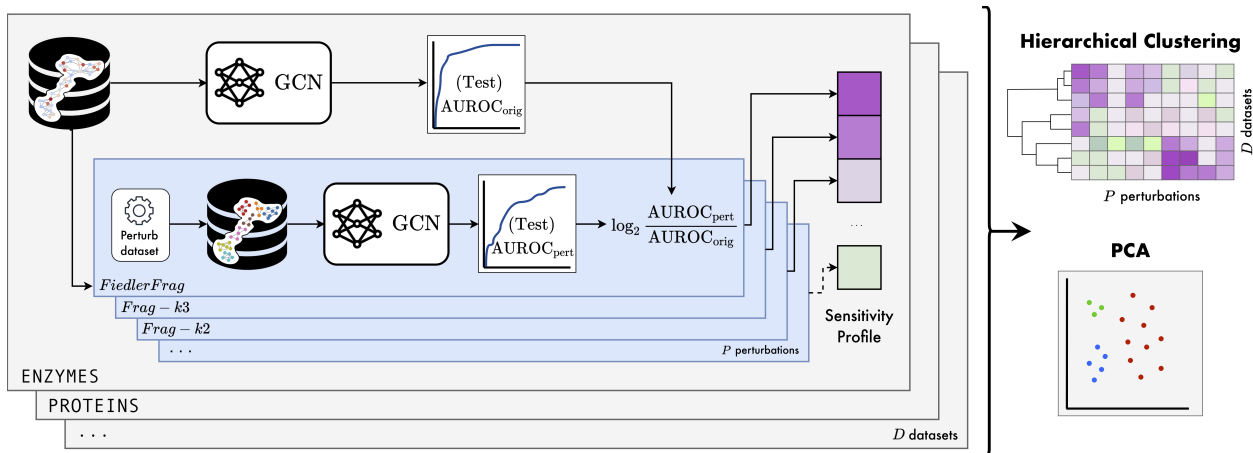 GCN
(Test)
AUROC_orig
Perturb
dataset
GCN
(Test)
AUROC_pert
log₂ AUROC_pert / AUROC_orig
FiedlerFrag
Frag − k3
Frag − k2
. . .
P perturbations
. . .
Sensitivity
Profile
ENZYMES
PROTEINS
. . .
D datasets
Hierarchical Clustering
D datasets
P perturbations
PCA